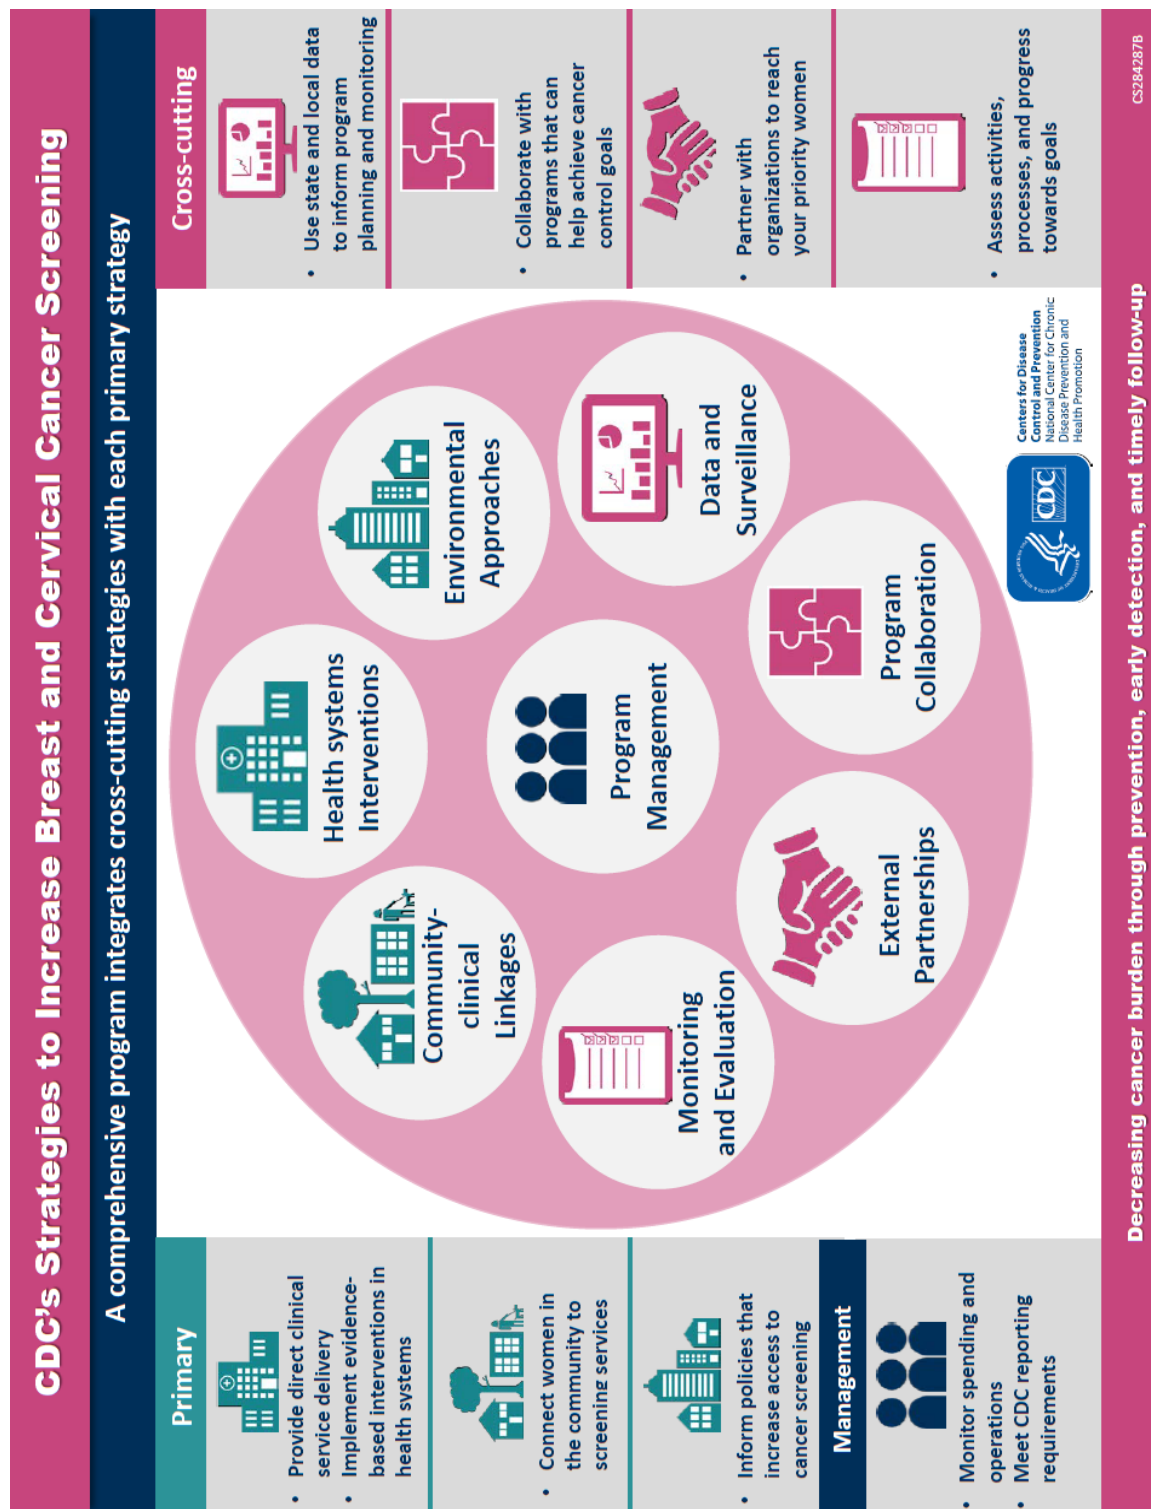 CDC's Strategies to Increase Breast and Cervical Cancer Screening
A comprehensive program integrates cross-cutting strategies with each primary strategy
Primary
• Provide direct clinical
service delivery
• Implement evidence-
based interventions in
health systems
• Connect women in
the community to
screening services
• Inform policies that
increase access to
cancer screening
Management
• Monitor spending and
operations
• Meet CDC reporting
requirements
Health systems
Interventions
Community-
clinical
Linkages
Environmental
Approaches
Program
Management
Monitoring
and Evaluation
Data and
Surveillance
External
Partnerships
Program
Collaboration
Cross-cutting
• Use state and local data
to inform program
planning and monitoring
• Collaborate with
programs that can
help achieve cancer
control goals
• Partner with
organizations to reach
your priority women
• Assess activities,
processes, and progress
towards goals
CDC
Centers for Disease
Control and Prevention
National Center for Chronic
Disease Prevention and
Health Promotion
Decreasing cancer burden through prevention, early detection, and timely follow-up
CS284287B